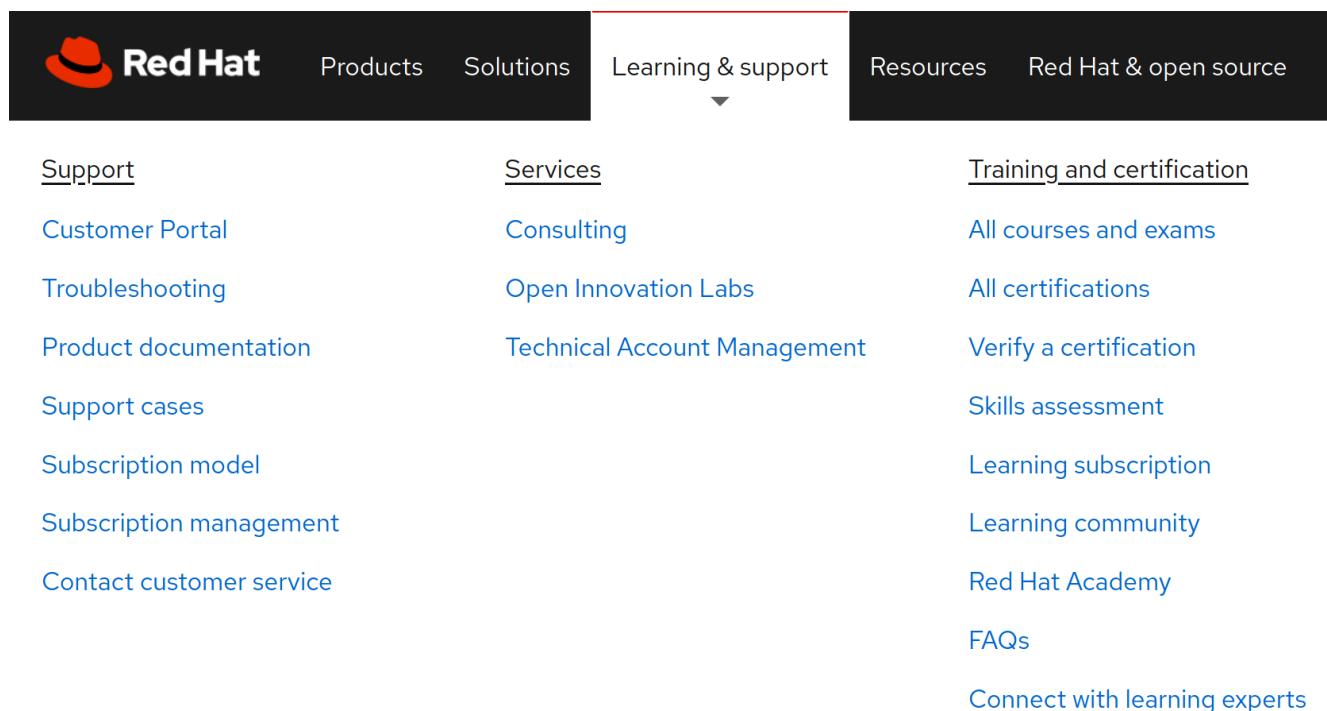 Red Hat
Products
Solutions
Learning & support
Resources
Red Hat & open source
Support
Customer Portal
Troubleshooting
Product documentation
Support cases
Subscription model
Subscription management
Contact customer service
Services
Consulting
Open Innovation Labs
Technical Account Management
Training and certification
All courses and exams
All certifications
Verify a certification
Skills assessment
Learning subscription
Learning community
Red Hat Academy
FAQs
Connect with learning experts